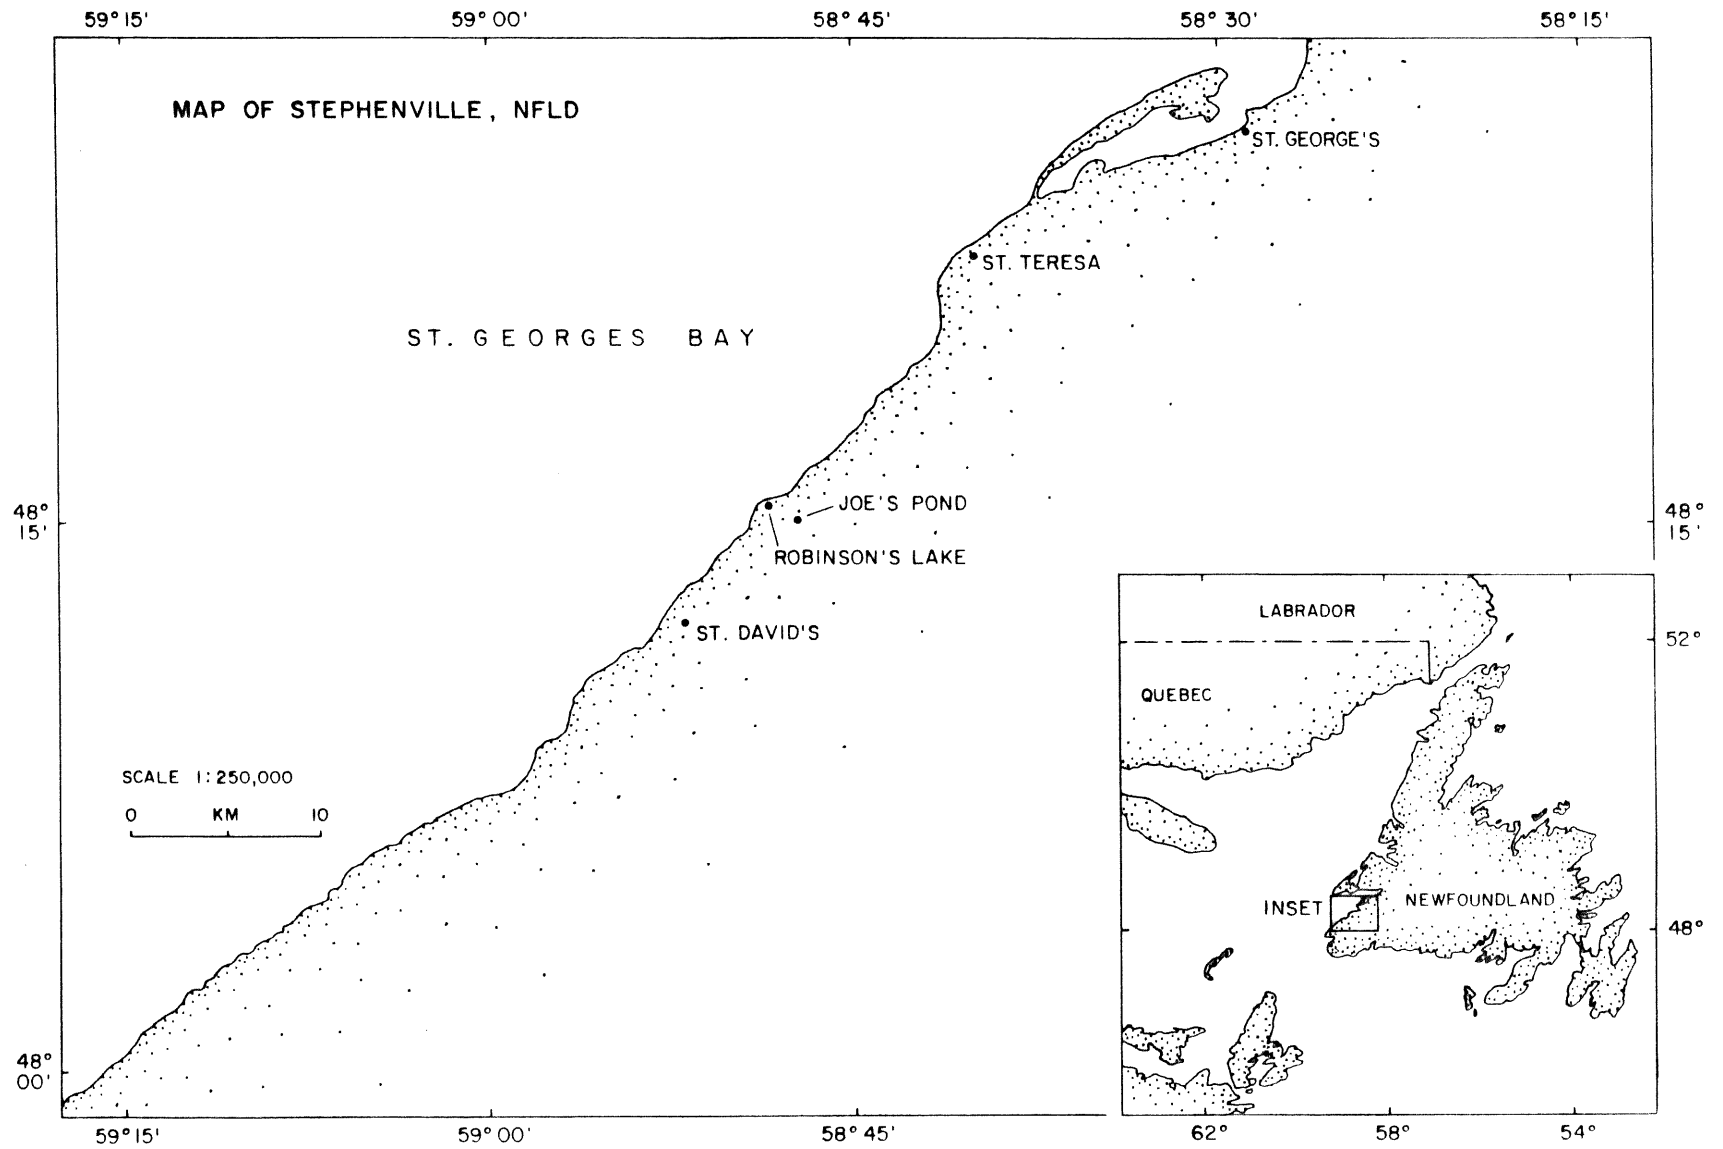 59° 15' 59° 00' 58° 45' 58° 30' 58° 15'
MAP OF STEPHENVILLE, NFLD
ST. GEORGE'S
ST. TERESA
ST. GEORGES BAY
JOE'S POND
48° 15'
48° 15'
ROBINSON'S LAKE
ST. DAVID'S
LABRADOR
52°
QUEBEC
SCALE 1:250,000
0 KM 10
INSET
NEWFOUNDLAND
48°
48° 00'
59° 15' 59° 00' 58° 45' 62° 58° 54°